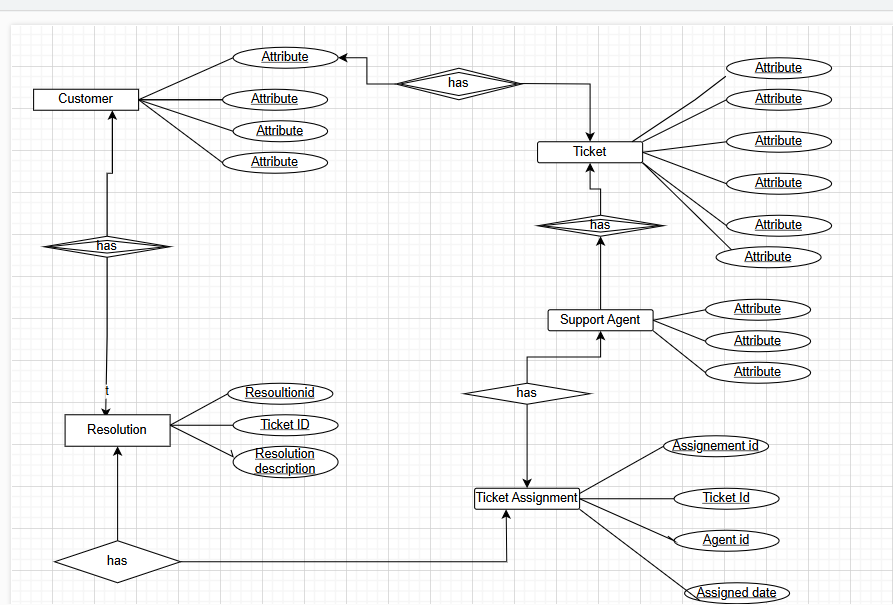 Attribute
has
Attribute
Customer
Attribute
Attribute
Attribute
Attribute
Attribute
Ticket
Attribute
Attribute
Attribute
has
has
Attribute
Support Agent
Attribute
Attribute
Attribute
t
Resoultionid
has
Resolution
Ticket ID
Resolution
description
Assignement id
Ticket Assignment
Ticket Id
Agent id
has
Assigned date